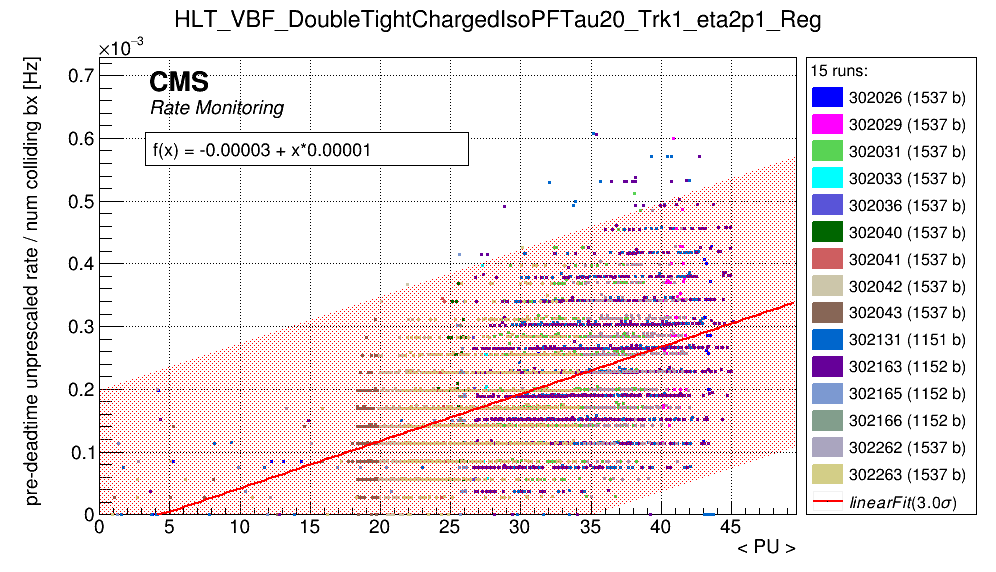 HLT_VBF_DoubleTightChargedIsoPFTau20_Trk1_eta2p1_Reg
×10⁻³
pre-deadtime unprescaled rate / num colliding bx [Hz]
0.7
0.6
0.5
0.4
0.3
0.2
0.1
0
CMS
Rate Monitoring
f(x) = -0.00003 + x*0.00001
0 5 10 15 20 25 30 35 40 45
< PU >
15 runs:
302026 (1537 b)
302029 (1537 b)
302031 (1537 b)
302033 (1537 b)
302036 (1537 b)
302040 (1537 b)
302041 (1537 b)
302042 (1537 b)
302043 (1537 b)
302131 (1151 b)
302163 (1152 b)
302165 (1152 b)
302166 (1152 b)
302262 (1537 b)
302263 (1537 b)
linearFit(3.0σ)